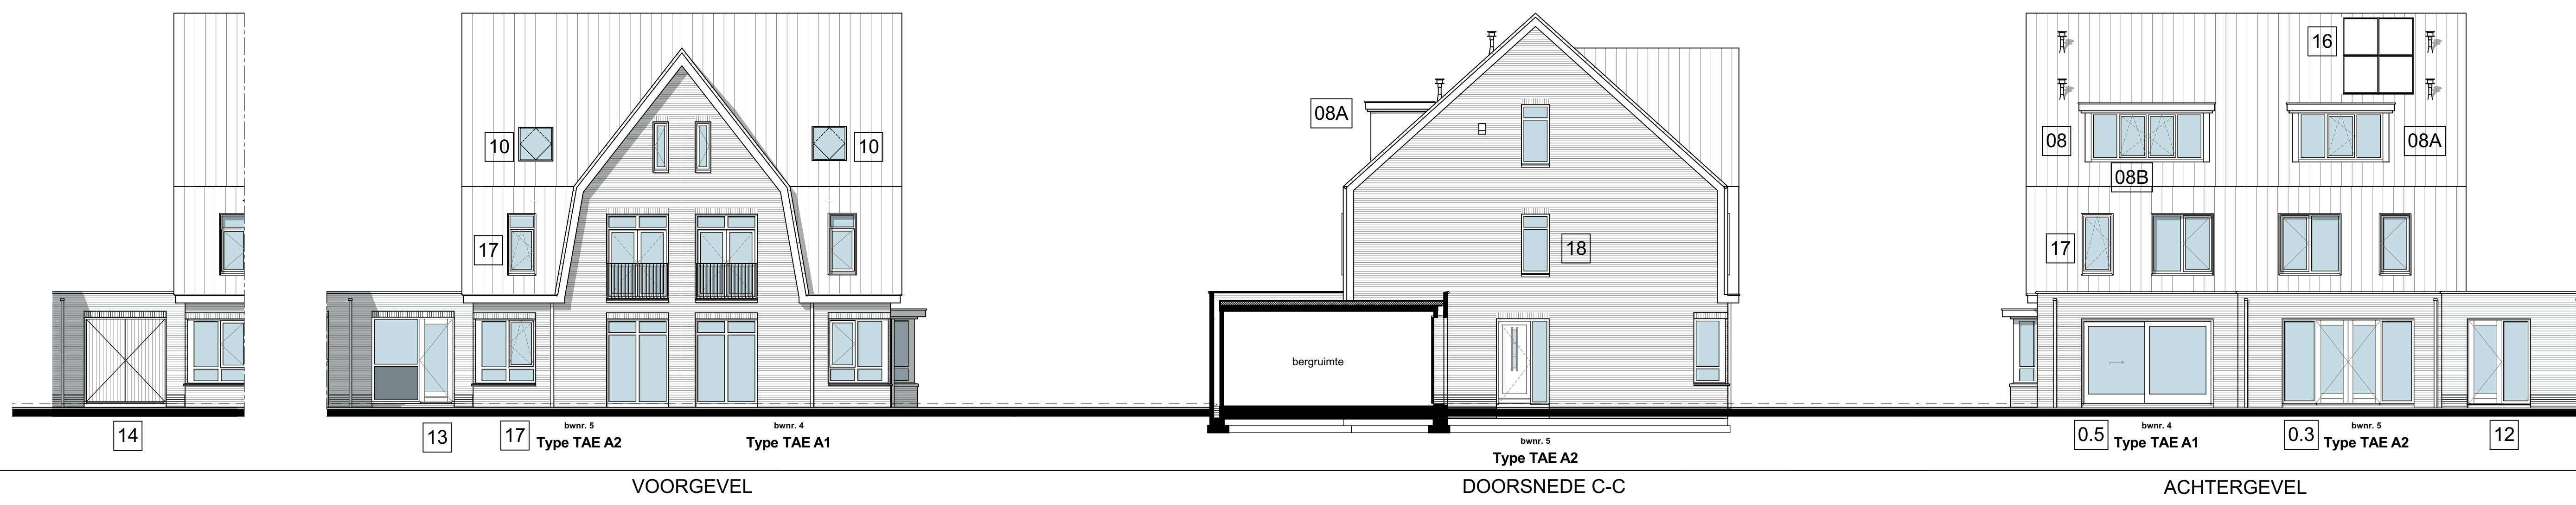 10
10
17
14
13
17
bwnr. 5
Type TAE A2
bwnr. 4
Type TAE A1
VOORGEVEL
08A
18
bergruimte
bwnr. 5
Type TAE A2
DOORSNEDE C-C
16
08
08A
08B
17
0.5
bwnr. 4
Type TAE A1
0.3
bwnr. 5
Type TAE A2
12
ACHTERGEVEL